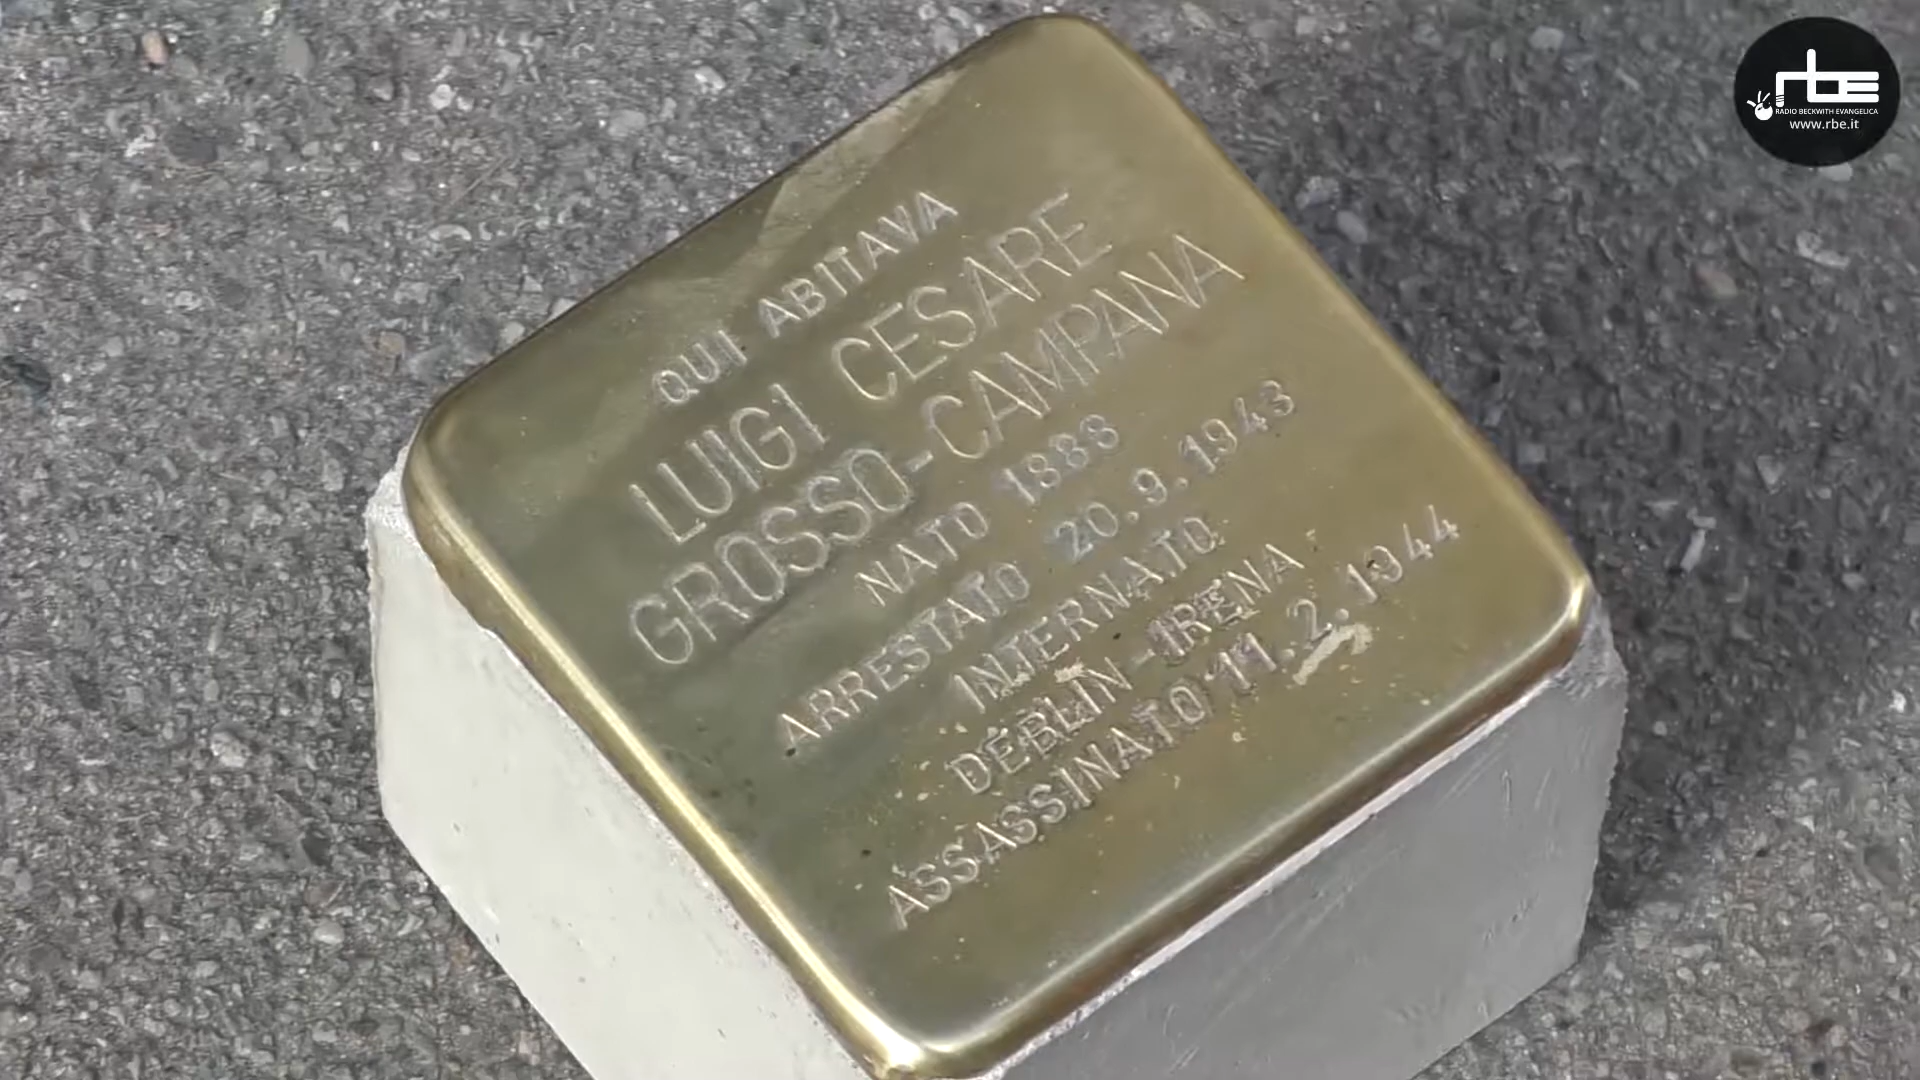 QUI ABITAVA
LUIGI CESARE
GROSSO-CAMPANA
NATO 1888
ARRESTATO 20.9.1943
INTERNATO
DEBLIN-IRENA
ASSASSINATO 11.2.1944
rbe
RADIO BECKWITH EVANGELICA
www.rbe.it